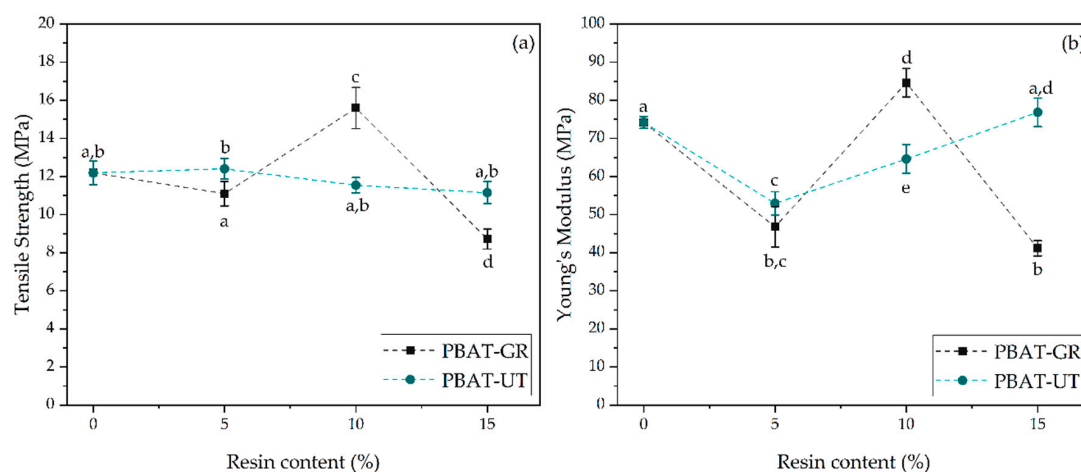 (a)
Tensile Strength (MPa)
20
18
16
14
12
10
8
6
4
2
0
a,b
b
a
c
a,b
a,b
d
PBAT-GR
PBAT-UT
0
5
10
15
Resin content (%)
(b)
Young's Modulus (MPa)
100
90
80
70
60
50
40
30
20
10
0
a
c
b,c
d
e
a,d
b
PBAT-GR
PBAT-UT
0
5
10
15
Resin content (%)